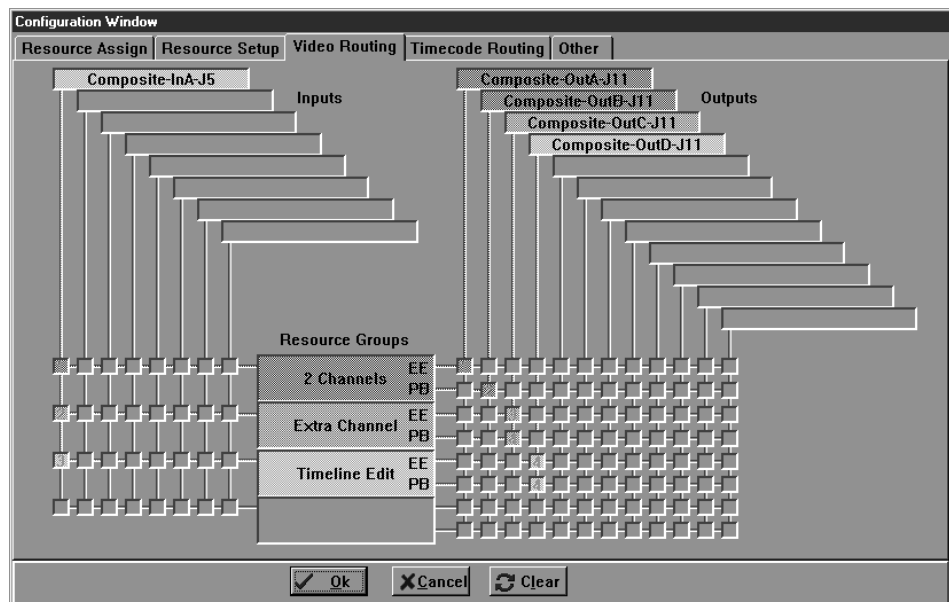 Configuration Window
Resource Assign Resource Setup Video Routing Timecode Routing Other
Composite-InA-J5
Inputs
Composite-OutA-J11
Composite-OutB-J11
Composite-OutC-J11
Composite-OutD-J11
Outputs
Resource Groups
2 Channels EE PB
Extra Channel EE PB
Timeline Edit EE PB
Ok Cancel Clear